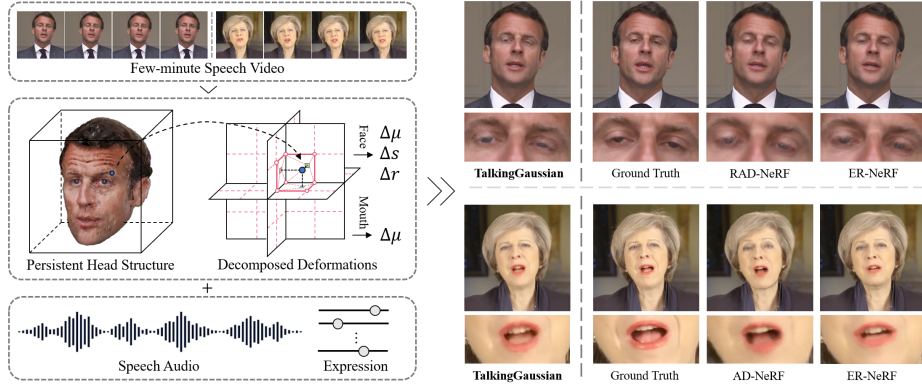 Few-minute Speech Video
Persistent Head Structure
Decomposed Deformations
Face
Δμ
Δs
Δr
Mouth
Δμ
+
Speech Audio
Expression
TalkingGaussian
Ground Truth
RAD-NeRF
ER-NeRF
TalkingGaussian
Ground Truth
AD-NeRF
ER-NeRF